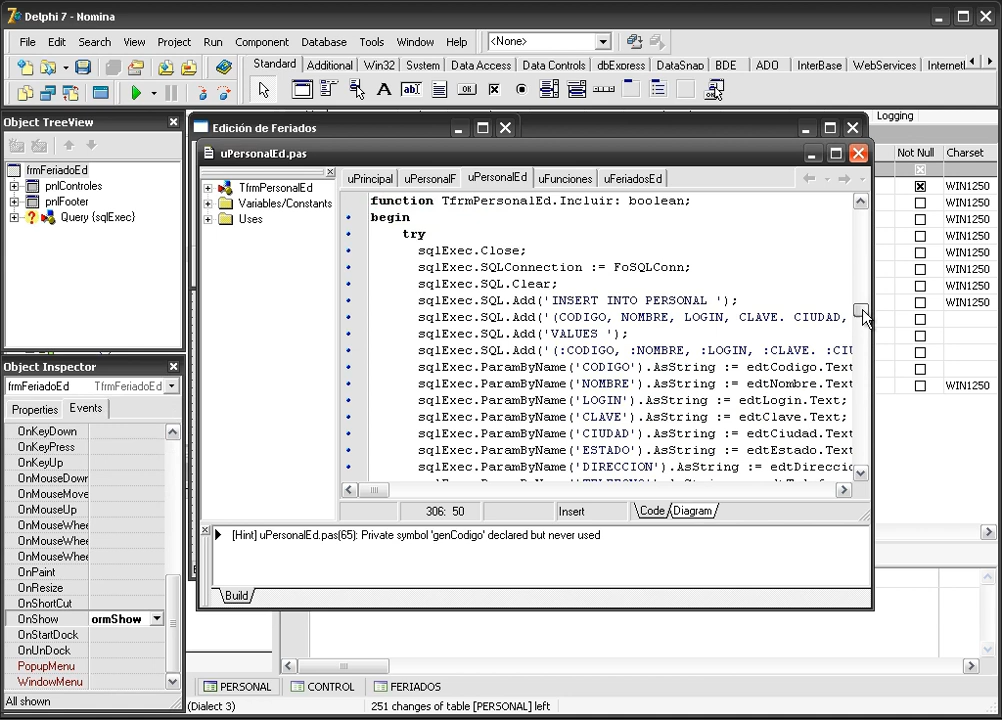 Delphi 7 - Nomina
File Edit Search View Project Run Component Database Tools Window Help <None>
Standard Additional Win32 System Data Access Data Controls dbExpress DataSnap BDE ADO InterBase WebServices InternetI
Object TreeView
frmFeriadoEd
pnlControles
pnlFooter
Query {sqlExec}
Object Inspector
frmFeriadoEd TfrmFeriadoEd
Properties Events
OnKeyDown
OnKeyPress
OnKeyUp
OnMouseDown
OnMouseMove
OnMouseUp
OnMouseWhee
OnMouseWhee
OnMouseWhee
OnPaint
OnResize
OnShortCut
OnShow ormShow
OnStartDock
OnUnDock
PopupMenu
WindowMenu
All shown
Edición de Feriados
uPersonalEd.pas
TfrmPersonalEd
Variables/Constants
Uses
uPrincipal uPersonalF uPersonalEd uFunciones uFeriadosEd
function TfrmPersonalEd.Incluir: boolean;
begin
try
sqlExec.Close;
sqlExec.SQLConnection := FoSQLConn;
sqlExec.SQL.Clear;
sqlExec.SQL.Add('INSERT INTO PERSONAL ');
sqlExec.SQL.Add('(CODIGO, NOMBRE, LOGIN, CLAVE. CIUDAD,
sqlExec.SQL.Add('VALUES ');
sqlExec.SQL.Add('(:CODIGO, :NOMBRE, :LOGIN, :CLAVE. :CIU
sqlExec.ParamByName('CODIGO').AsString := edtCodigo.Text
sqlExec.ParamByName('NOMBRE').AsString := edtNombre.Text
sqlExec.ParamByName('LOGIN').AsString := edtLogin.Text;
sqlExec.ParamByName('CLAVE').AsString := edtClave.Text;
sqlExec.ParamByName('CIUDAD').AsString := edtCiudad.Text
sqlExec.ParamByName('ESTADO').AsString := edtEstado.Text
sqlExec.ParamByName('DIRECCION').AsString := edtDireccio
306: 50 Insert Code Diagram
[Hint] uPersonalEd.pas(65): Private symbol 'genCodigo' declared but never used
Build
Logging
Not Null Charset
WIN1250
WIN1250
WIN1250
WIN1250
WIN1250
WIN1250
WIN1250
WIN1250
WIN1250
PERSONAL CONTROL FERIADOS
(Dialect 3) 251 changes of table [PERSONAL] left